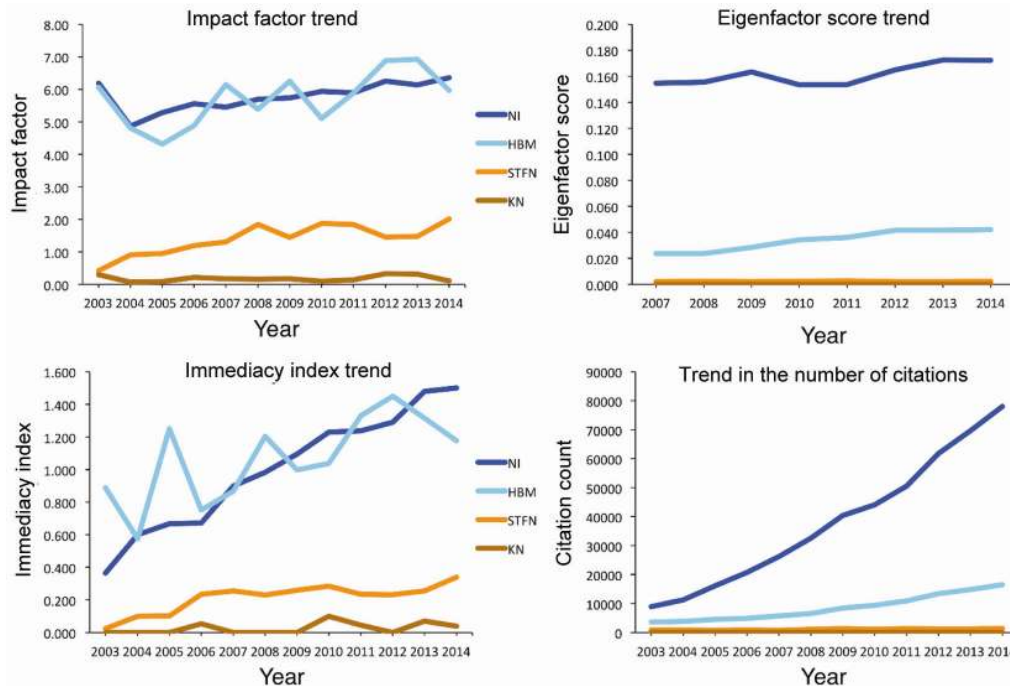 Impact factor trend
8.00
7.00
6.00
5.00
4.00
3.00
2.00
1.00
0.00
Impact factor
2003 2004 2005 2006 2007 2008 2009 2010 2011 2012 2013 2014
Year
NI
HBM
STFN
KN
Eigenfactor score trend
0.200
0.180
0.160
0.140
0.120
0.100
0.080
0.060
0.040
0.020
0.000
Eigenfactor score
2007 2008 2009 2010 2011 2012 2013 2014
Year
Immediacy index trend
1.600
1.400
1.200
1.000
0.800
0.600
0.400
0.200
0.000
Immediacy index
2003 2004 2005 2006 2007 2008 2009 2010 2011 2012 2013 2014
Year
NI
HBM
STFN
KN
Trend in the number of citations
90000
80000
70000
60000
50000
40000
30000
20000
10000
0
Citation count
2003 2004 2005 2006 2007 2008 2009 2010 2011 2012 2013 2014
Year